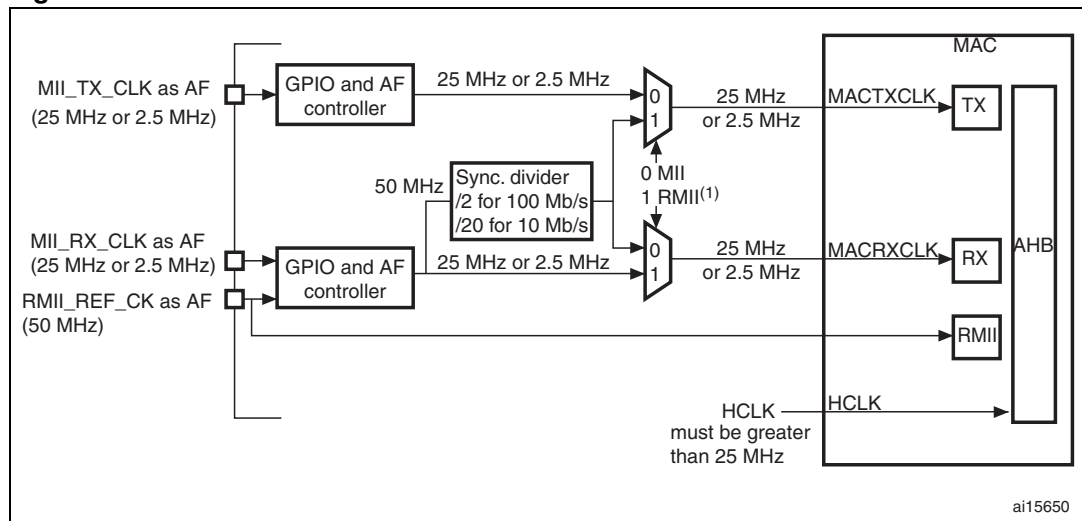 MAC
MII_TX_CLK as AF
(25 MHz or 2.5 MHz)
GPIO and AF
controller
25 MHz or 2.5 MHz
0
1
25 MHz
or 2.5 MHz
MACTXCLK
TX
50 MHz
Sync. divider
/2 for 100 Mb/s
/20 for 10 Mb/s
0 MII
1 RMII(1)
AHB
MII_RX_CLK as AF
(25 MHz or 2.5 MHz)
RMII_REF_CK as AF
(50 MHz)
GPIO and AF
controller
25 MHz or 2.5 MHz
0
1
25 MHz
or 2.5 MHz
MACRXCLK
RX
RMII
HCLK
must be greater
than 25 MHz
HCLK
ai15650